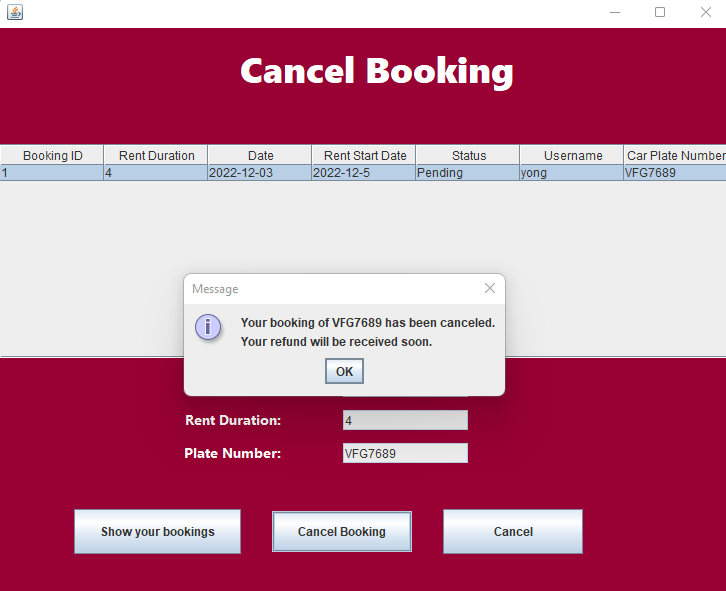 Cancel Booking
Booking ID Rent Duration Date Rent Start Date Status Username Car Plate Number
1 4 2022-12-03 2022-12-5 Pending yong VFG7689
Message
Your booking of VFG7689 has been canceled.
Your refund will be received soon.
OK
Rent Duration: 4
Plate Number: VFG7689
Show your bookings Cancel Booking Cancel